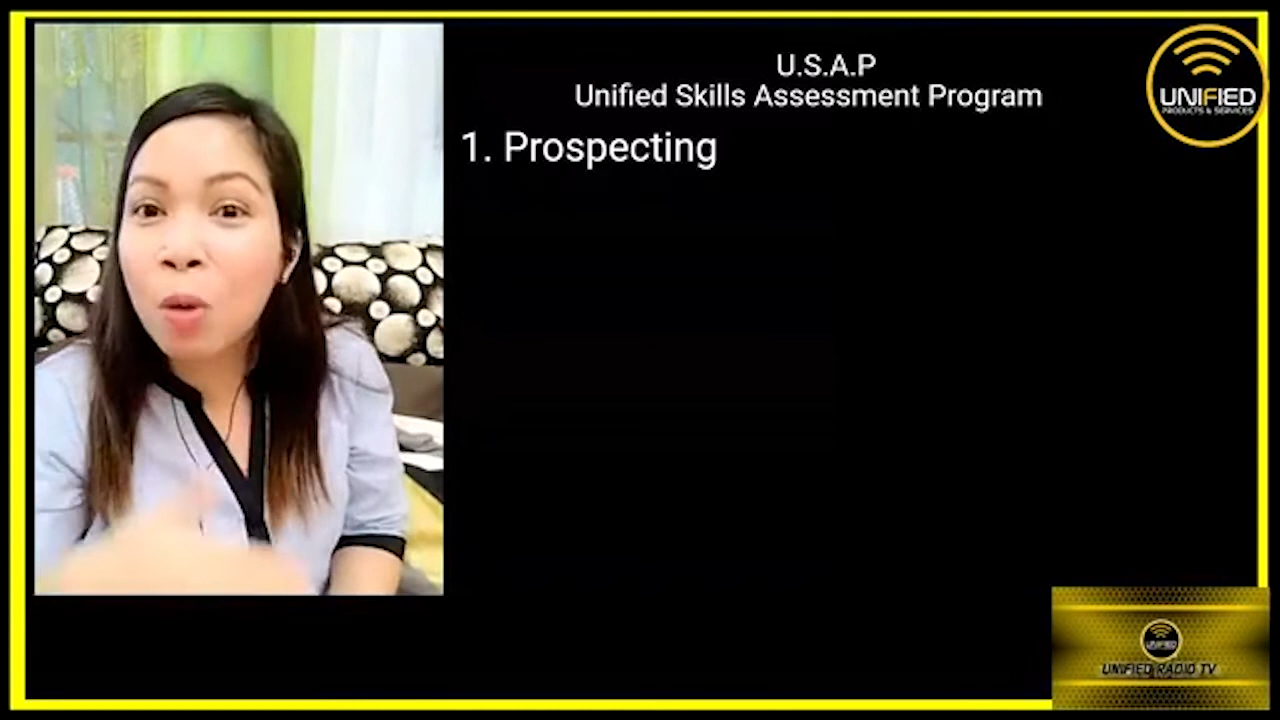 U.S.A.P
Unified Skills Assessment Program
1. Prospecting
UNIFIED
PRODUCTS & SERVICES
UNIFIED
UNIFIED RADIO TV